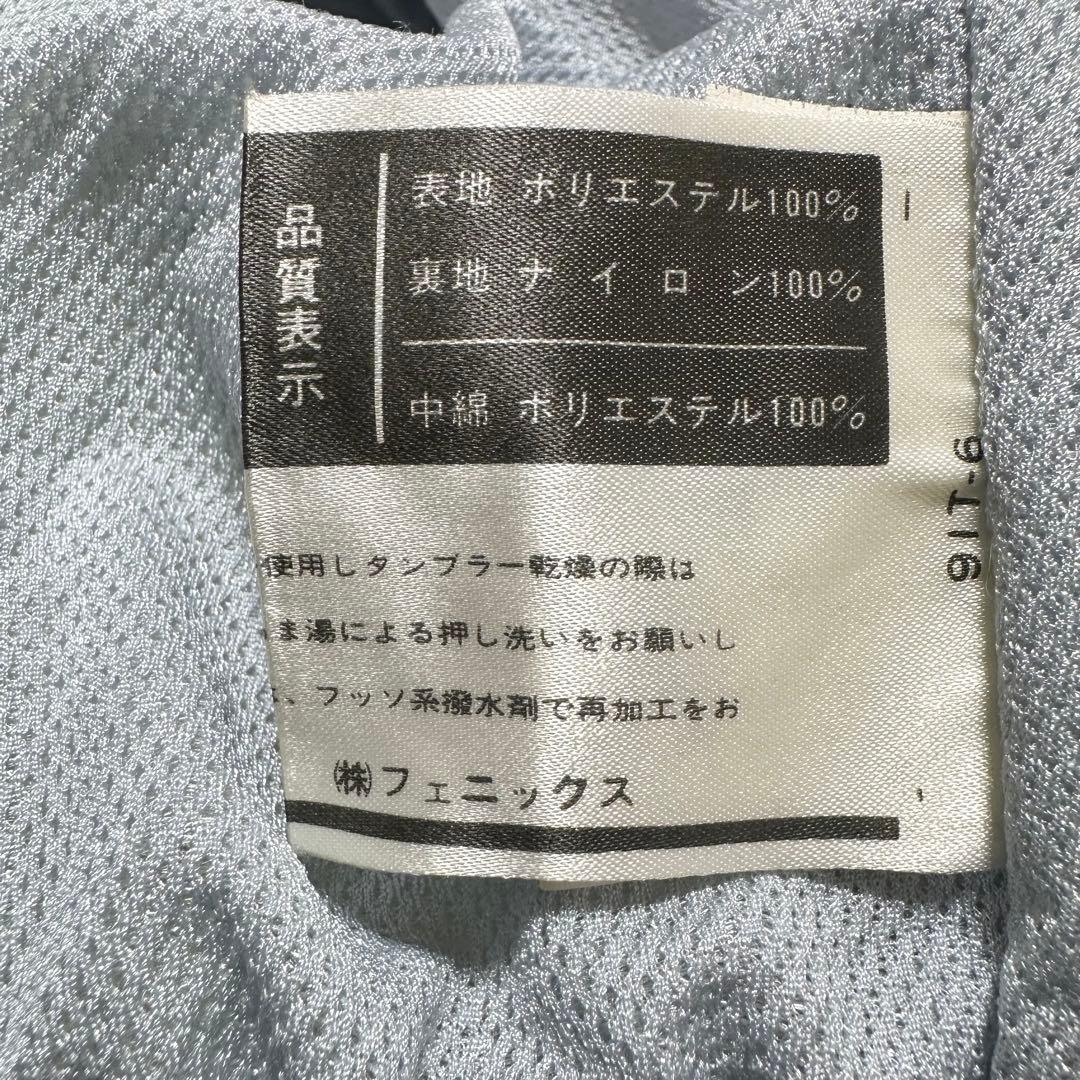 品質表示
表地 ポリエステル100%
裏地 ナイロン100%
中綿 ポリエステル100%
使用しタンブラー乾燥の際は
ま湯による押し洗いをお願いし
、フッソ系撥水剤で再加工をお
㈱フェニックス
91T-6